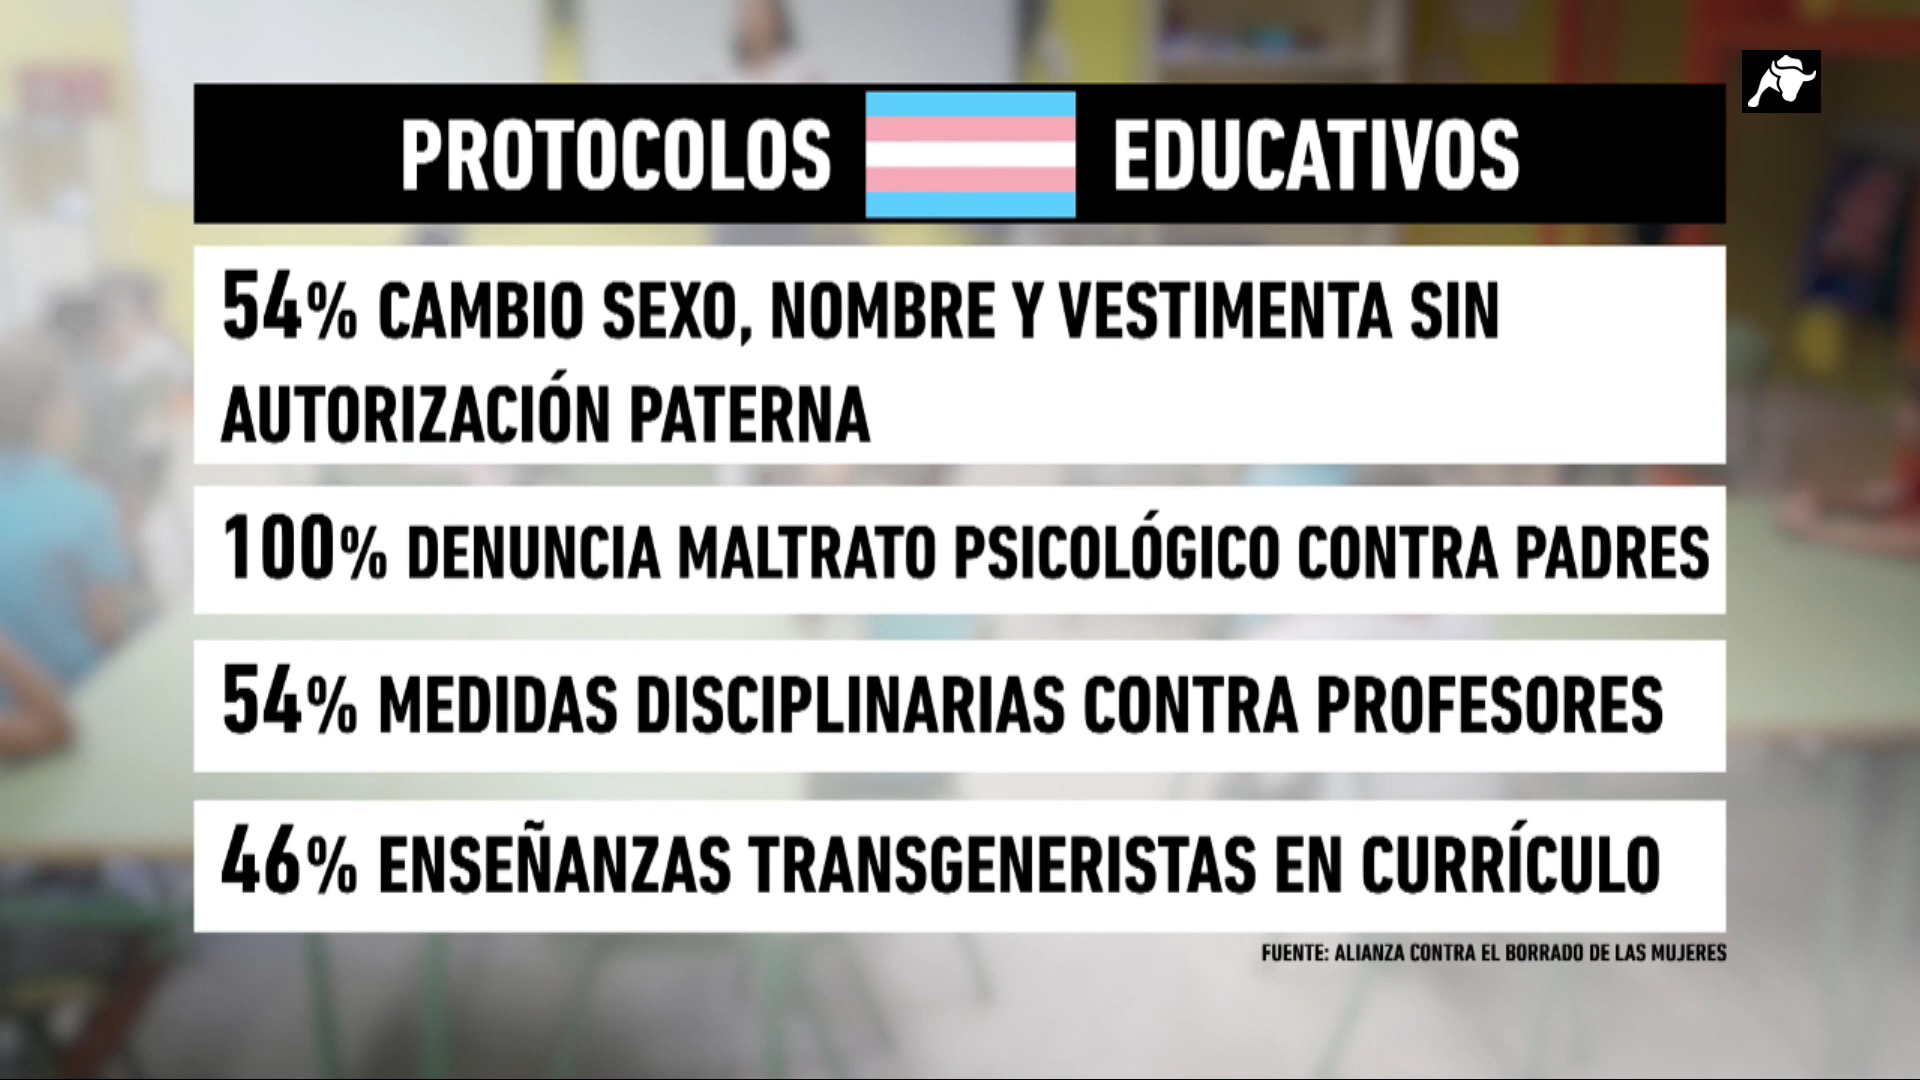 PROTOCOLOS EDUCATIVOS
54% CAMBIO SEXO, NOMBRE Y VESTIMENTA SIN
AUTORIZACIÓN PATERNA
100% DENUNCIA MALTRATO PSICOLÓGICO CONTRA PADRES
54% MEDIDAS DISCIPLINARIAS CONTRA PROFESORES
46% ENSEÑANZAS TRANSGENERISTAS EN CURRÍCULO
FUENTE: ALIANZA CONTRA EL BORRADO DE LAS MUJERES